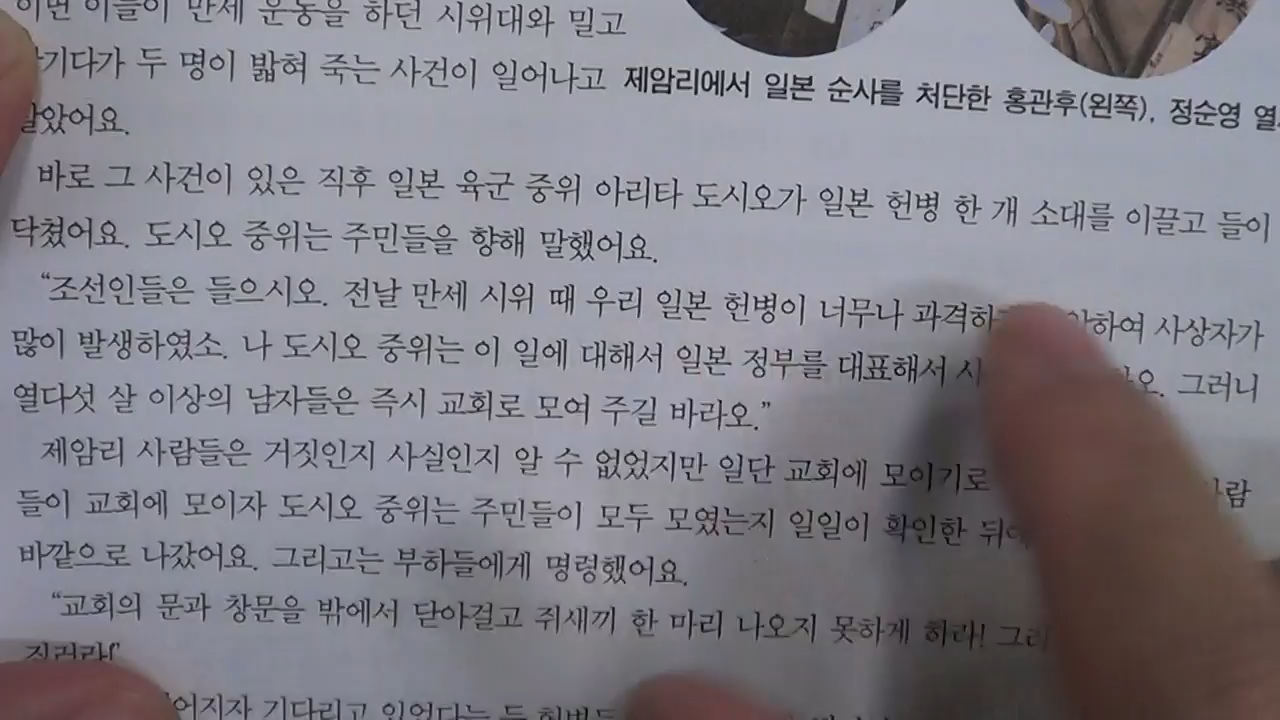 이들이 만세 운동을 하던 시위대와 밀고
두 명이 밟혀 죽는 사건이 일어나고
제암리에서 일본 순사를 처단한 홍관후(왼쪽), 정순영
바로 그 사건이 있은 직후 일본 육군 중위 아리타 도시오가 일본 헌병 한 개 소대를 이끌고 들이
닥쳤어요. 도시오 중위는 주민들을 향해 말했어요.
“조선인들은 들으시오. 전날 만세 시위 때 우리 일본 헌병이 너무나 사상자가
많이 발생하였소. 나 도시오 중위는 이 일에 대해서 일본 정부를 대표해서 그러니
열다섯 살 이상의 남자들은 즉시 교회로 모여 주길 바라오.”
제암리 사람들은 거짓인지 사실인지 알 수 없었지만 일단 교회에 모이기로
들이 교회에 모이자 도시오 중위는 주민들이 모두 모였는지 일일이 확인한
바깥으로 나갔어요. 그리고는 부하들에게 명령했어요.
“교회의 문과 창문을 밖에서 닫아걸고 쥐새끼 한 마리 나오지 못하게 하라!
기다리고 있었다는 듯